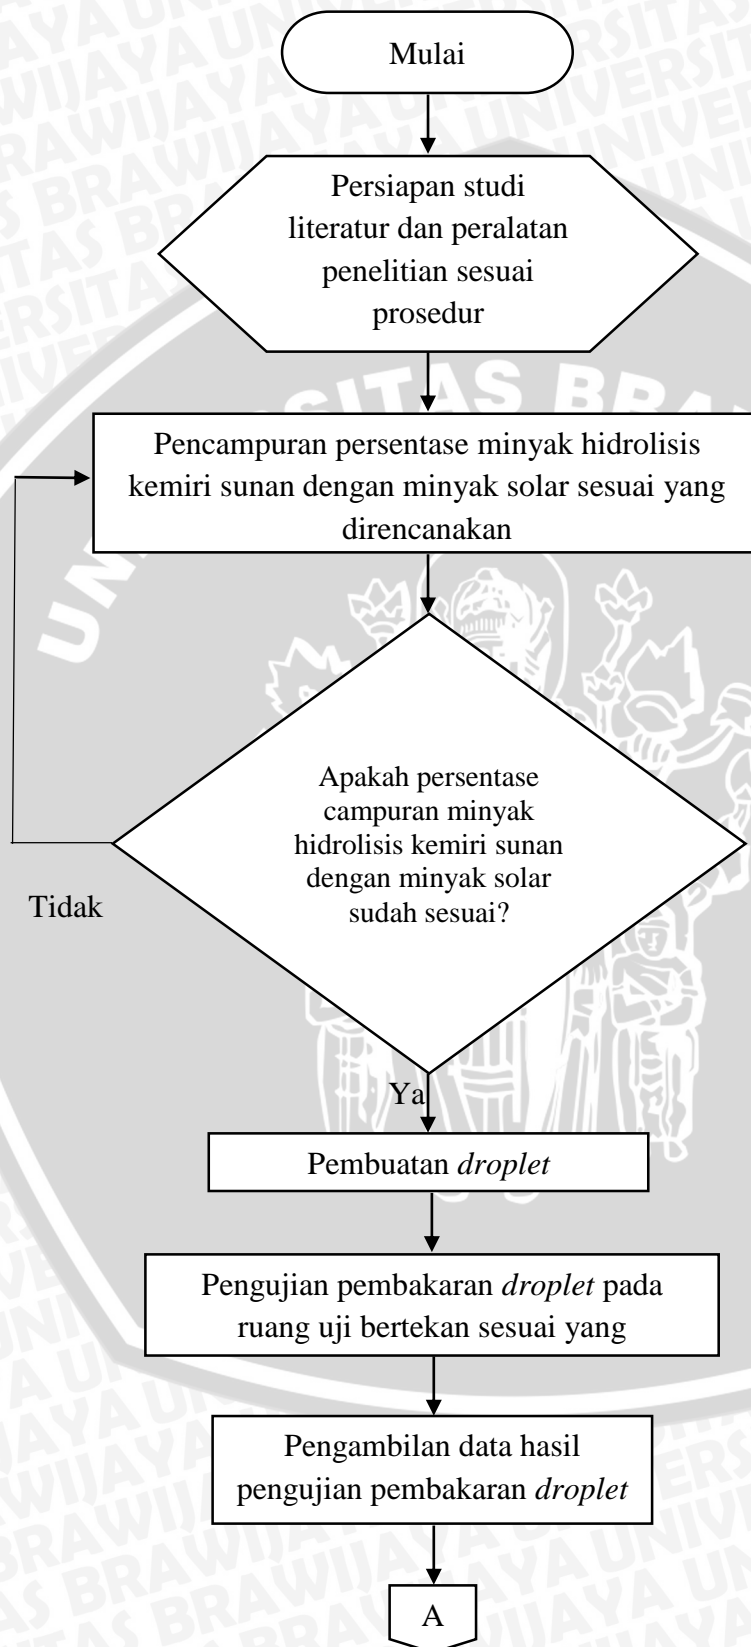 Mulai
Persiapan studi
literatur dan peralatan
penelitian sesuai
prosedur
Pencampuran persentase minyak hidrolisis
kemiri sunan dengan minyak solar sesuai yang
direncanakan
Apakah persentase
campuran minyak
hidrolisis kemiri sunan
dengan minyak solar
sudah sesuai?
Tidak
Ya
Pembuatan droplet
Pengujian pembakaran droplet pada
ruang uji bertekan sesuai yang
Pengambilan data hasil
pengujian pembakaran droplet
A